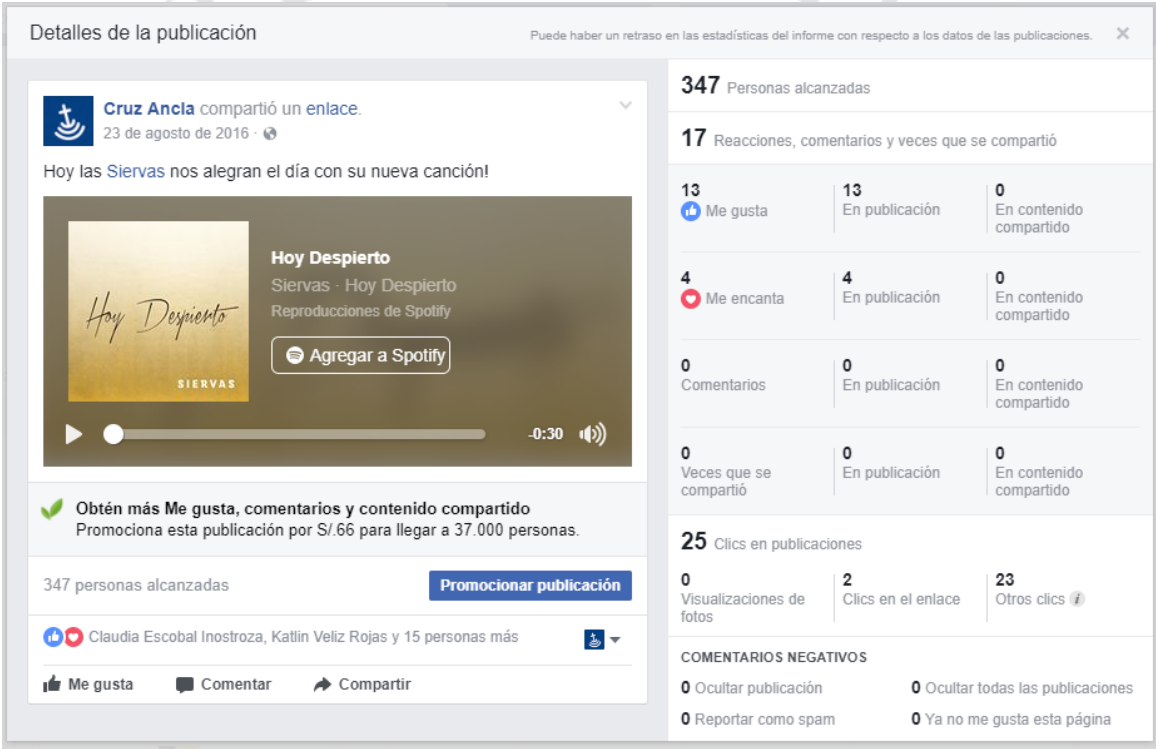 Detalles de la publicación
Puede haber un retraso en las estadísticas del informe con respecto a los datos de las publicaciones.
Cruz Ancla compartió un enlace.
23 de agosto de 2016 ·
Hoy las Siervas nos alegran el día con su nueva canción!
Hoy Despierto
SIERVAS
Hoy Despierto
Siervas · Hoy Despierto
Reproducciones de Spotify
Agregar a Spotify
-0:30
Obtén más Me gusta, comentarios y contenido compartido
Promociona esta publicación por S/.66 para llegar a 37.000 personas.
347 personas alcanzadas
Promocionar publicación
Claudia Escobal Inostroza, Katlin Veliz Rojas y 15 personas más
Me gusta Comentar Compartir
347 Personas alcanzadas
17 Reacciones, comentarios y veces que se compartió
13 13 0
Me gusta En publicación En contenido
compartido
4 4 0
Me encanta En publicación En contenido
compartido
0 0 0
Comentarios En publicación En contenido
compartido
0 0 0
Veces que se En publicación En contenido
compartió compartido
25 Clics en publicaciones
0 2 23
Visualizaciones de Clics en el enlace Otros clics i
fotos
COMENTARIOS NEGATIVOS
0 Ocultar publicación 0 Ocultar todas las publicaciones
0 Reportar como spam 0 Ya no me gusta esta página